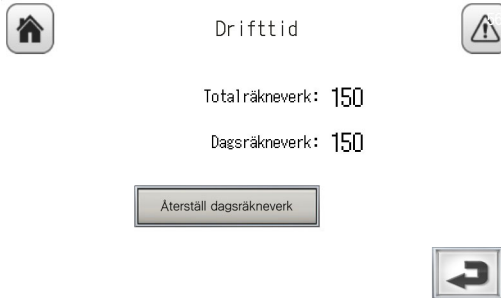 Drifttid
Totalräkneverk: 150
Dagsräkneverk: 150
Återställ dagsräkneverk